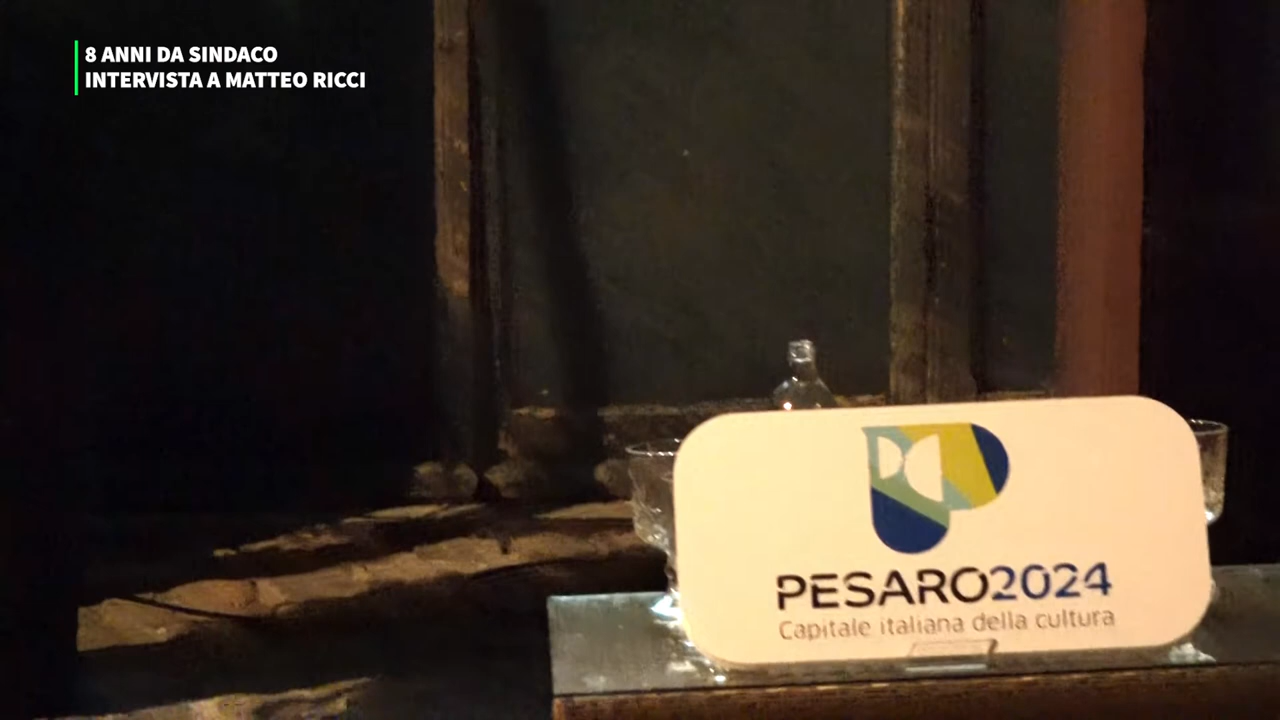 8 ANNI DA SINDACO
INTERVISTA A MATTEO RICCI
PESARO2024
Capitale italiana della cultura